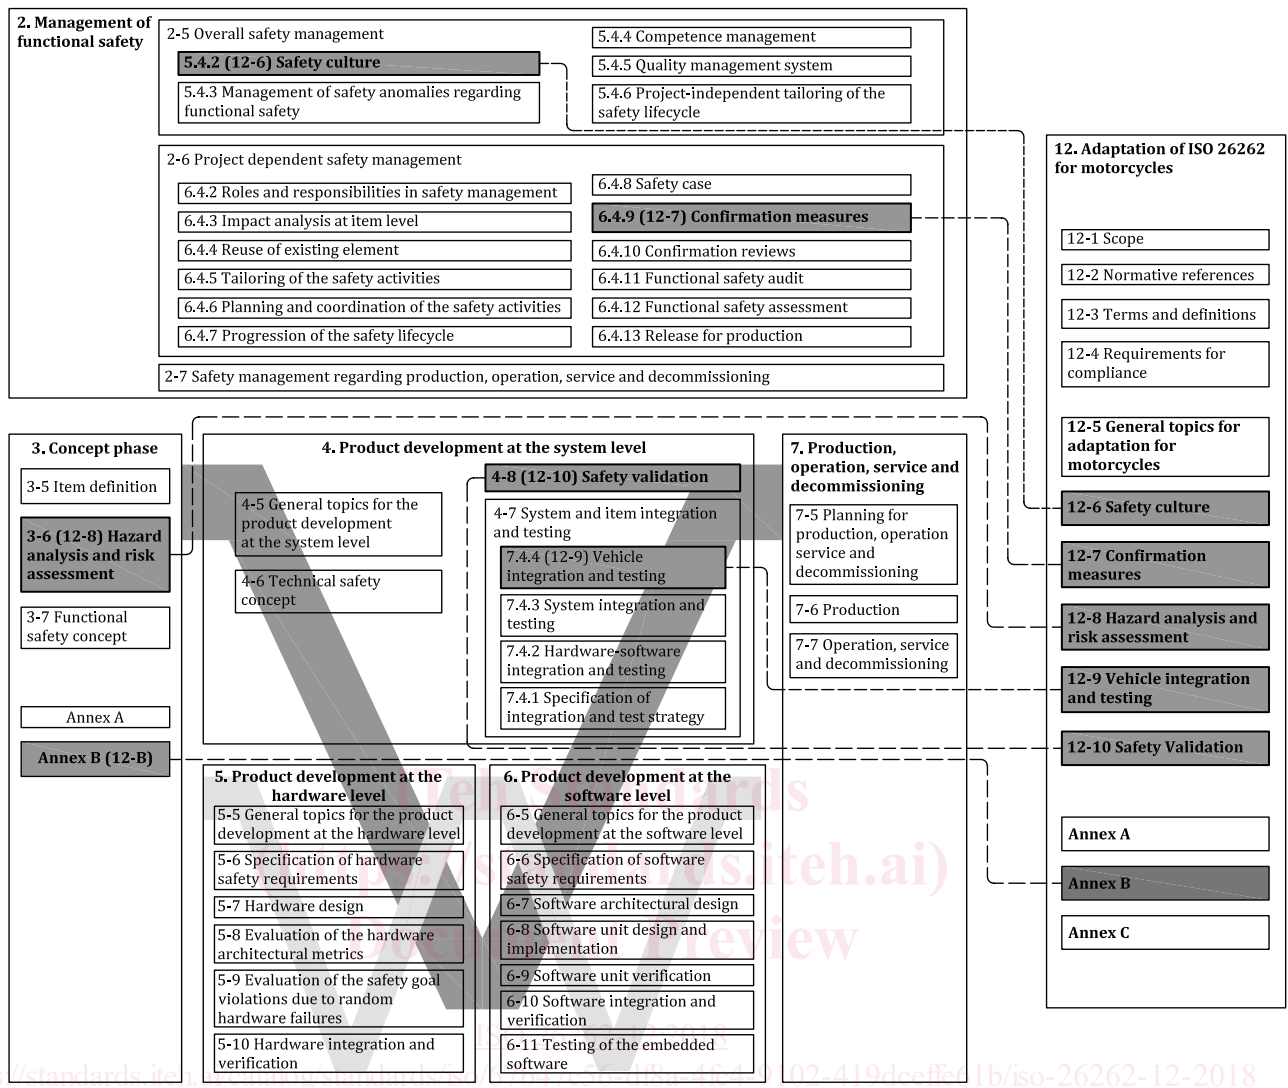 2. Management of
functional safety
2-5 Overall safety management
5.4.2 (12-6) Safety culture
5.4.3 Management of safety anomalies regarding
functional safety
5.4.4 Competence management
5.4.5 Quality management system
5.4.6 Project-independent tailoring of the
safety lifecycle
2-6 Project dependent safety management
6.4.2 Roles and responsibilities in safety management
6.4.3 Impact analysis at item level
6.4.4 Reuse of existing element
6.4.5 Tailoring of the safety activities
6.4.6 Planning and coordination of the safety activities
6.4.7 Progression of the safety lifecycle
6.4.8 Safety case
6.4.9 (12-7) Confirmation measures
6.4.10 Confirmation reviews
6.4.11 Functional safety audit
6.4.12 Functional safety assessment
6.4.13 Release for production
2-7 Safety management regarding production, operation, service and decommissioning
3. Concept phase
3-5 Item definition
3-6 (12-8) Hazard
analysis and risk
assessment
3-7 Functional
safety concept
Annex A
Annex B (12-B)
4. Product development at the system level
4-5 General topics for the
product development
at the system level
4-6 Technical safety
concept
4-8 (12-10) Safety validation
4-7 System and item integration
and testing
7.4.4 (12-9) Vehicle
integration and testing
7.4.3 System integration and
testing
7.4.2 Hardware-software
integration and testing
7.4.1 Specification of
integration and test strategy
7. Production,
operation, service and
decommissioning
7-5 Planning for
production, operation
service and
decommissioning
7-6 Production
7-7 Operation, service
and decommissioning
5. Product development at the
hardware level
5-5 General topics for the product
development at the hardware level
5-6 Specification of hardware
safety requirements
5-7 Hardware design
5-8 Evaluation of the hardware
architectural metrics
5-9 Evaluation of the safety goal
violations due to random
hardware failures
5-10 Hardware integration and
verification
6. Product development at the
software level
6-5 General topics for the product
development at the software level
6-6 Specification of software
safety requirements
6-7 Software architectural design
6-8 Software unit design and
implementation
6-9 Software unit verification
6-10 Software integration and
verification
6-11 Testing of the embedded
software
12. Adaptation of ISO 26262
for motorcycles
12-1 Scope
12-2 Normative references
12-3 Terms and definitions
12-4 Requirements for
compliance
12-5 General topics for
adaptation for
motorcycles
12-6 Safety culture
12-7 Confirmation
measures
12-8 Hazard analysis and
risk assessment
12-9 Vehicle integration
and testing
12-10 Safety Validation
Annex A
Annex B
Annex C
iTeh Standards
(https://standards.iteh.ai)
Document Preview
ISO 26262-12:2018